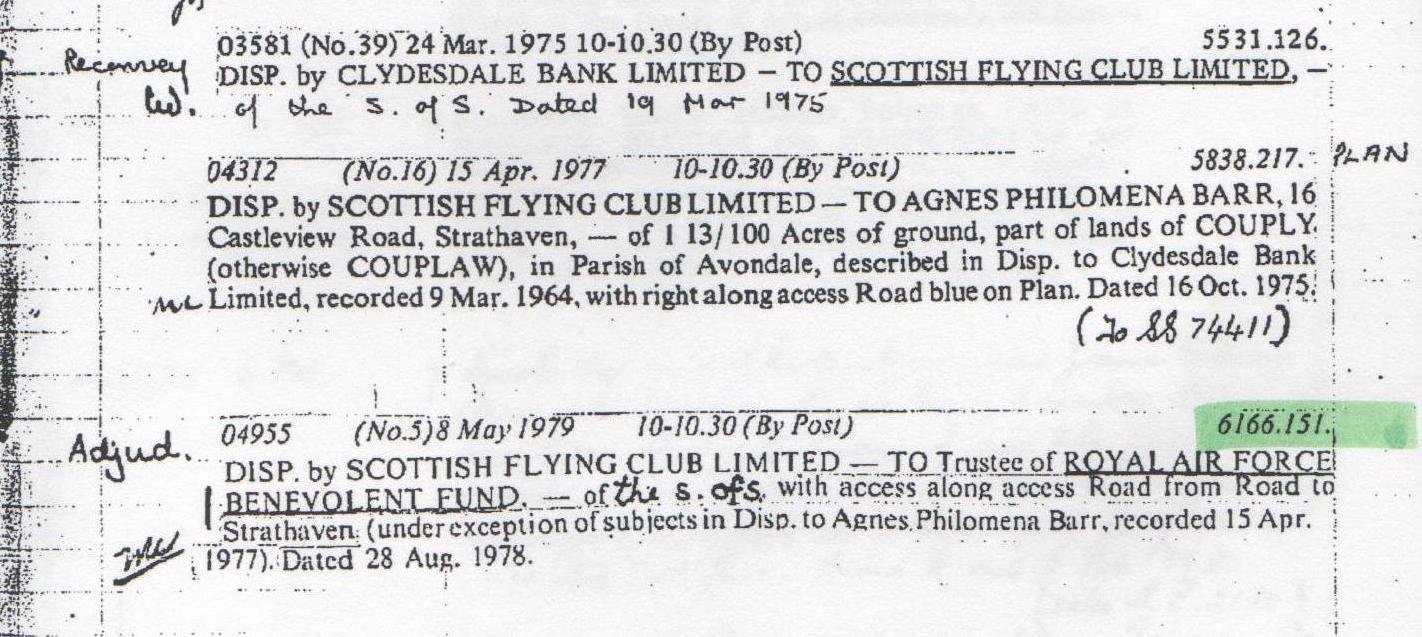 03581 (No.39) 24 Mar. 1975 10-10.30 (By Post) 5531.126.
Reconvey DISP. by CLYDESDALE BANK LIMITED – TO SCOTTISH FLYING CLUB LIMITED, –
of the S. of S. Dated 19 Mar 1975
04312 (No.16) 15 Apr. 1977 10-10.30 (By Post) 5838.217. PLAN
DISP. by SCOTTISH FLYING CLUB LIMITED – TO AGNES PHILOMENA BARR, 16
Castleview Road, Strathaven, — of 1 13/100 Acres of ground, part of lands of COUPLY
(otherwise COUPLAW), in Parish of Avondale, described in Disp. to Clydesdale Bank
Limited, recorded 9 Mar. 1964, with right along access Road blue on Plan. Dated 16 Oct. 1975.
(To SS 74411)
04955 (No.5) 8 May 1979 10-10.30 (By Post) 6166.151.
Adjud. DISP. by SCOTTISH FLYING CLUB LIMITED — TO Trustee of ROYAL AIR FORCE
BENEVOLENT FUND. — of the s. of s. with access along access Road from Road to
Strathaven (under exception of subjects in Disp. to Agnes Philomena Barr, recorded 15 Apr.
1977). Dated 28 Aug. 1978.